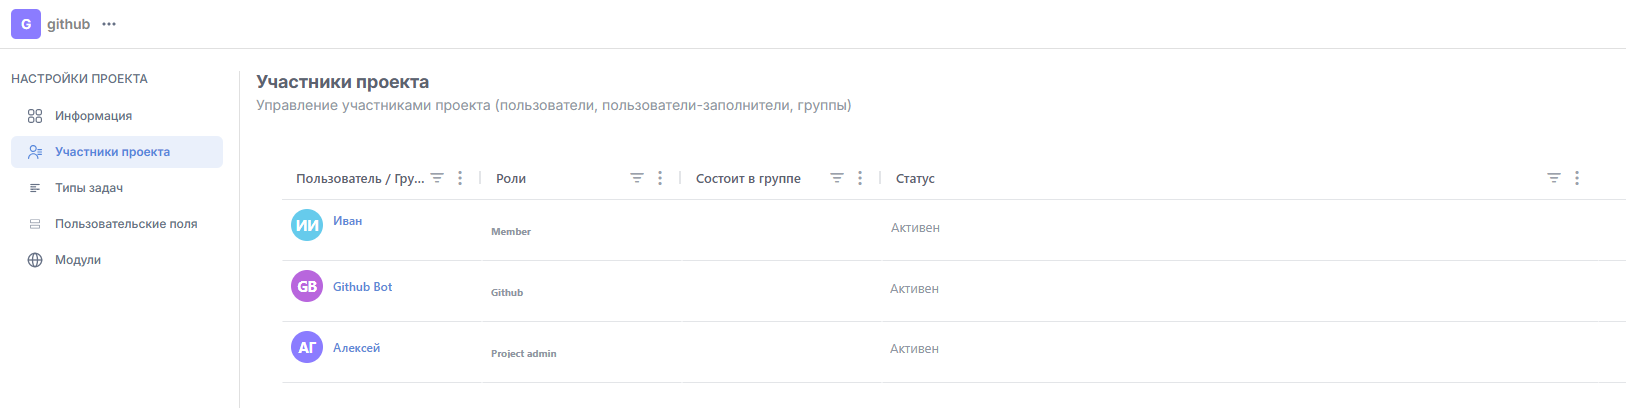 G github •••
НАСТРОЙКИ ПРОЕКТА
Информация
Участники проекта
Типы задач
Пользовательские поля
Модули
Участники проекта
Управление участниками проекта (пользователи, пользователи-заполнители, группы)
Пользователь / Гру... Роли Состоит в группе Статус
ИИ Иван Member Активен
GB Github Bot Github Активен
АГ Алексей Project admin Активен